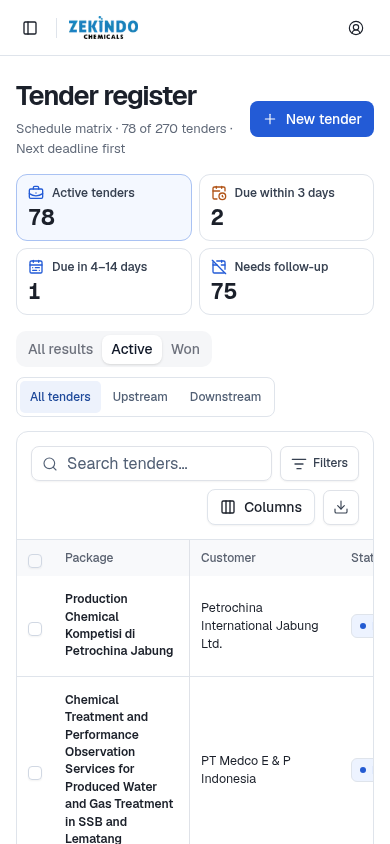 ZEKINDO
CHEMICALS
Tender register
Schedule matrix · 78 of 270 tenders ·
Next deadline first
New tender
Active tenders
78
Due within 3 days
2
Due in 4–14 days
1
Needs follow-up
75
All results Active Won
All tenders Upstream Downstream
Search tenders...
Filters
Columns
Package Customer Stat
Production
Chemical
Kompetisi di
Petrochina Jabung
Petrochina
International Jabung
Ltd.
Chemical
Treatment and
Performance
Observation
Services for
Produced Water
and Gas Treatment
in SSB and
Lematang
PT Medco E & P
Indonesia